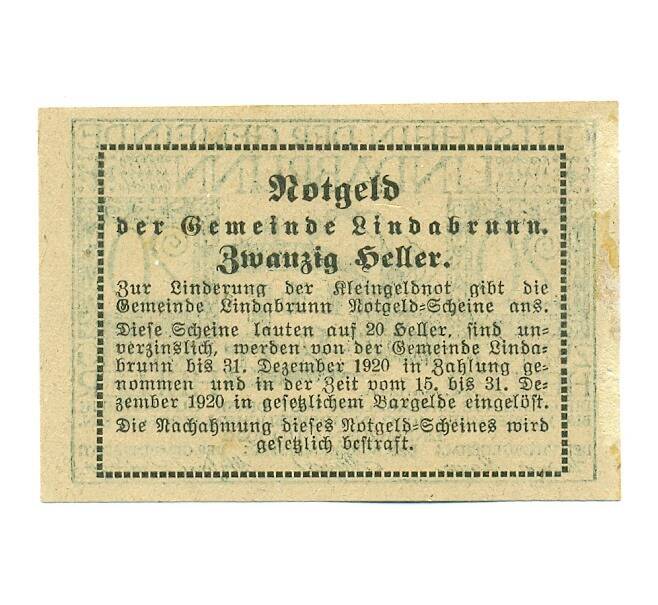 Notgeld
der Gemeinde Lindabrunn.
Zwanzig Heller.
Zur Linderung der Kleingeldnot gibt die
Gemeinde Lindabrunn Notgeld=Scheine ans.
Diese Scheine lauten auf 20 Heller, sind un=
verzinslich, werden von der Gemeinde Linda=
brunn bis 31. Dezember 1920 in Zahlung ge=
nommen und in der Zeit vom 15. bis 31. De=
zember 1920 in gesetzlichem Bargelde eingelöst.
Die Nachahmung dieses Notgeld=Scheines wird
gesetzlich bestraft.